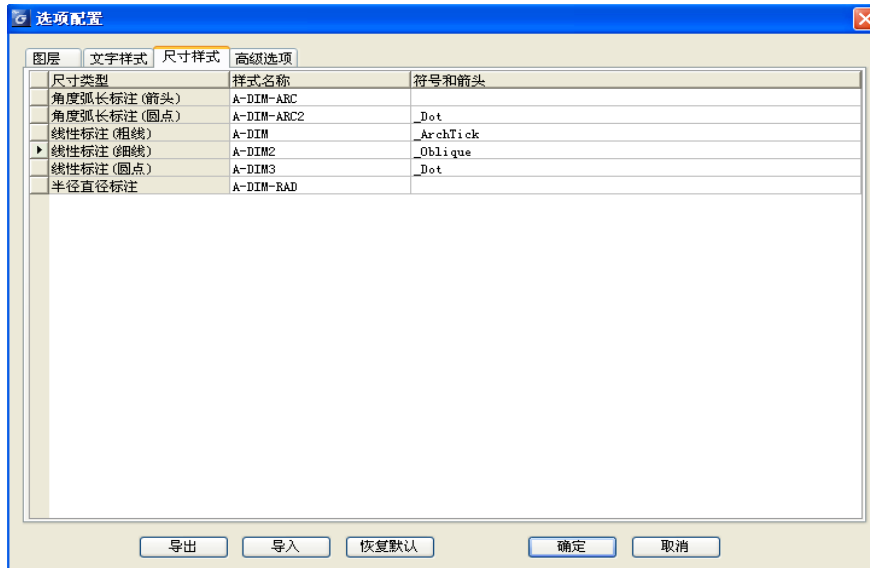 选项配置
图层 文字样式 尺寸样式 高级选项
尺寸类型 样式名称 符号和箭头
角度弧长标注(箭头) A-DIM-ARC
角度弧长标注(圆点) A-DIM-ARC2 _Dot
线性标注(粗线) A-DIM _ArchTick
线性标注(细线) A-DIM2 _Oblique
线性标注(圆点) A-DIM3 _Dot
半径直径标注 A-DIM-RAD
导出 导入 恢复默认 确定 取消